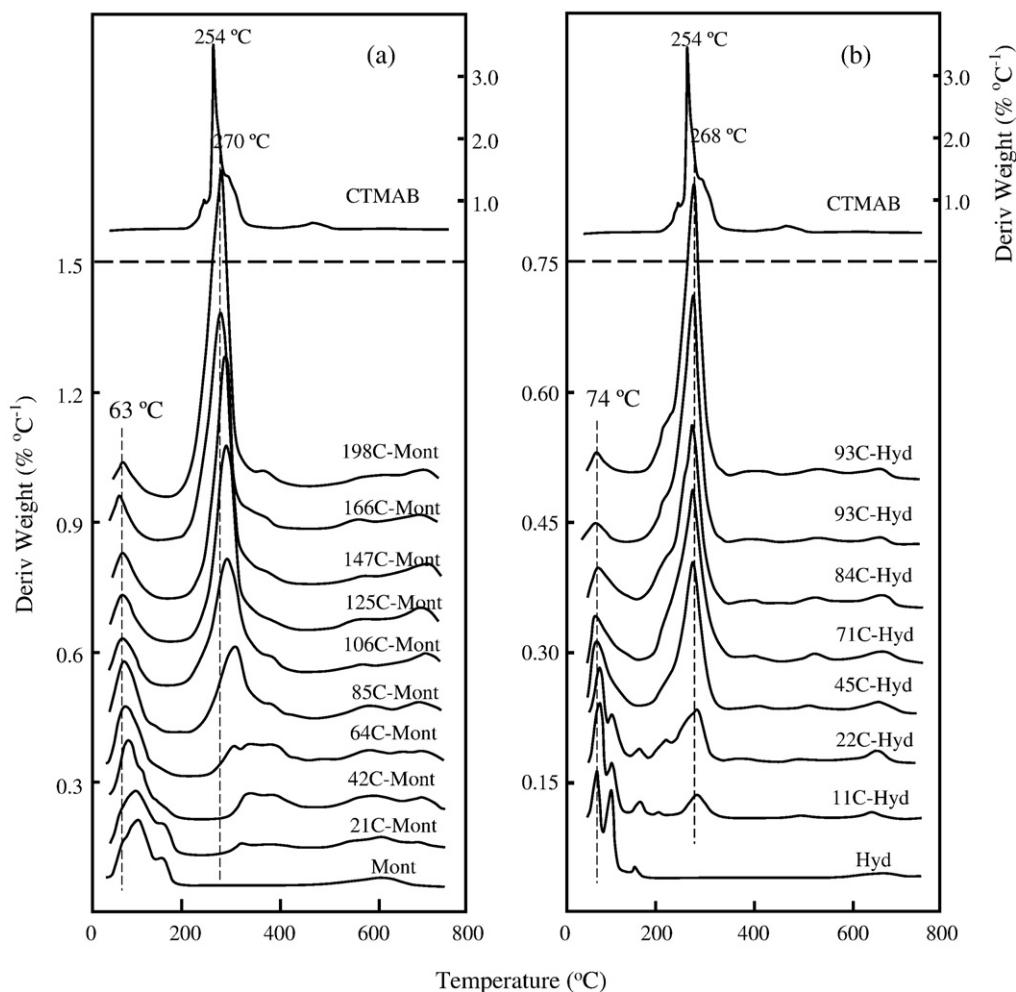 254 ºC
(a)
3.0
2.0
270 ºC
CTMAB
1.0
1.5
1.2
63 ºC
198C-Mont
166C-Mont
0.9
147C-Mont
125C-Mont
106C-Mont
0.6
85C-Mont
64C-Mont
42C-Mont
0.3
21C-Mont
Mont
0 200 400 600 800
Deriv Weight (% ºC-1)
254 ºC
(b)
3.0
2.0
268 ºC
CTMAB
1.0
Deriv Weight (% ºC-1)
0.75
0.60
74 ºC
93C-Hyd
0.45
93C-Hyd
84C-Hyd
71C-Hyd
0.30
45C-Hyd
22C-Hyd
0.15
11C-Hyd
Hyd
0 200 400 600 800
Temperature (ºC)